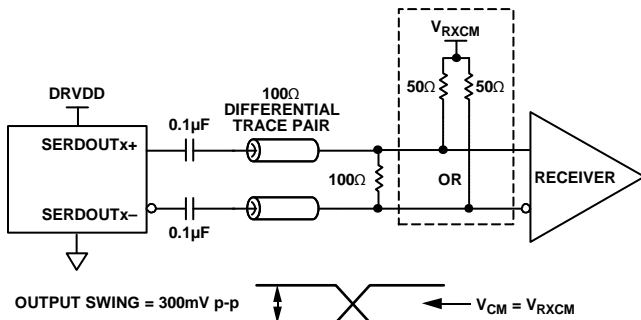 V_RXCM
DRVDD
100Ω
DIFFERENTIAL
TRACE PAIR
50Ω
50Ω
0.1µF
SERDOUTx+
100Ω
OR
RECEIVER
SERDOUTx–
0.1µF
OUTPUT SWING = 300mV p-p
V_CM = V_RXCM